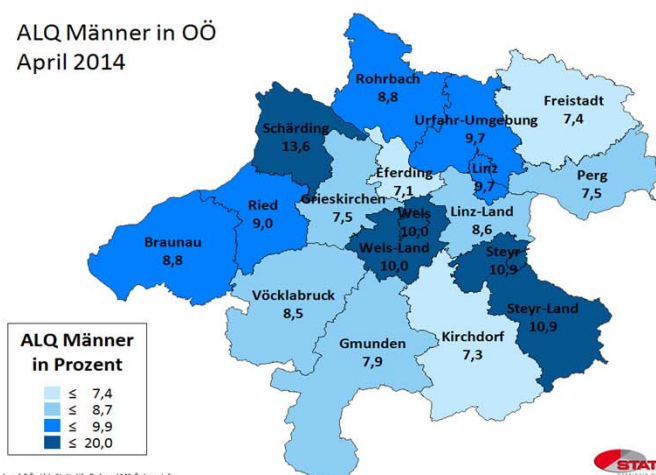 ALQ Männer in OÖ
April 2014
Rohrbach
8,8
Freistadt
7,4
Urfahr-Umgebung
9,7
Schärding
13,6
Eferding
7,1
Linz
9,7
Perg
7,5
Ried
9,0
Grieskirchen
7,5
Wels
10,0
Linz-Land
8,6
Braunau
8,8
Wels-Land
10,0
Steyr
10,9
Vöcklabruck
8,5
Steyr-Land
10,9
Gmunden
7,9
Kirchdorf
7,3
ALQ Männer
in Prozent
≤ 7,4
≤ 8,7
≤ 9,9
≤ 20,0
STAT